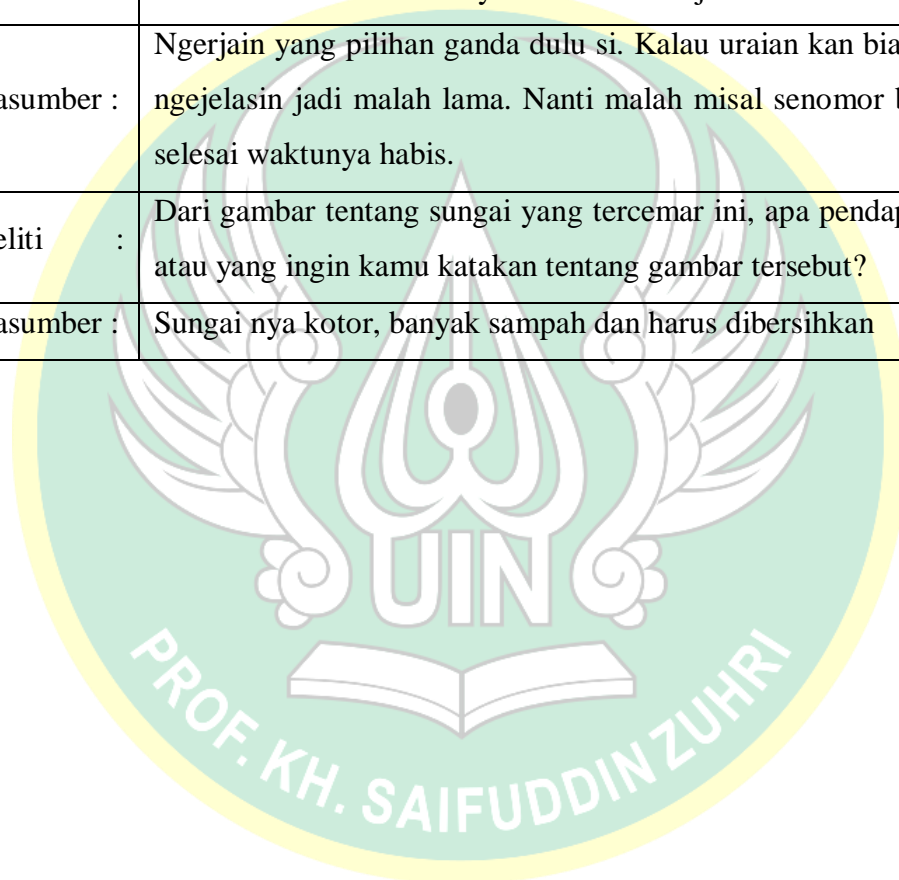 Ngerjain yang pilihan ganda dulu si. Kalau uraian kan bia
asumber : ngejelasin jadi malah lama. Nanti malah misal senomor b
selesai waktunya habis.
Dari gambar tentang sungai yang tercemar ini, apa pendap
eliti : atau yang ingin kamu katakan tentang gambar tersebut?
asumber : Sungai nya kotor, banyak sampah dan harus dibersihkan
UIN
PROF. KH. SAIFUDDIN ZUHRI